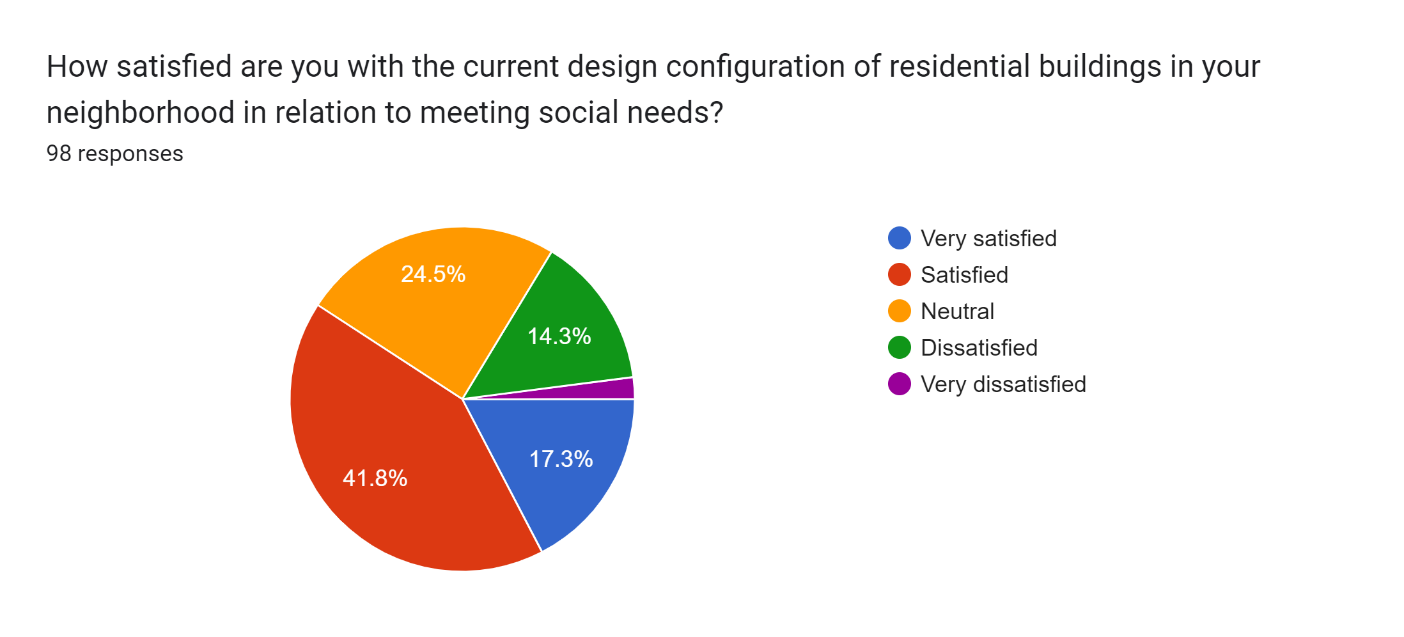 How satisfied are you with the current design configuration of residential buildings in your
neighborhood in relation to meeting social needs?
98 responses
Very satisfied
Satisfied
Neutral
Dissatisfied
Very dissatisfied
24.5%
14.3%
17.3%
41.8%